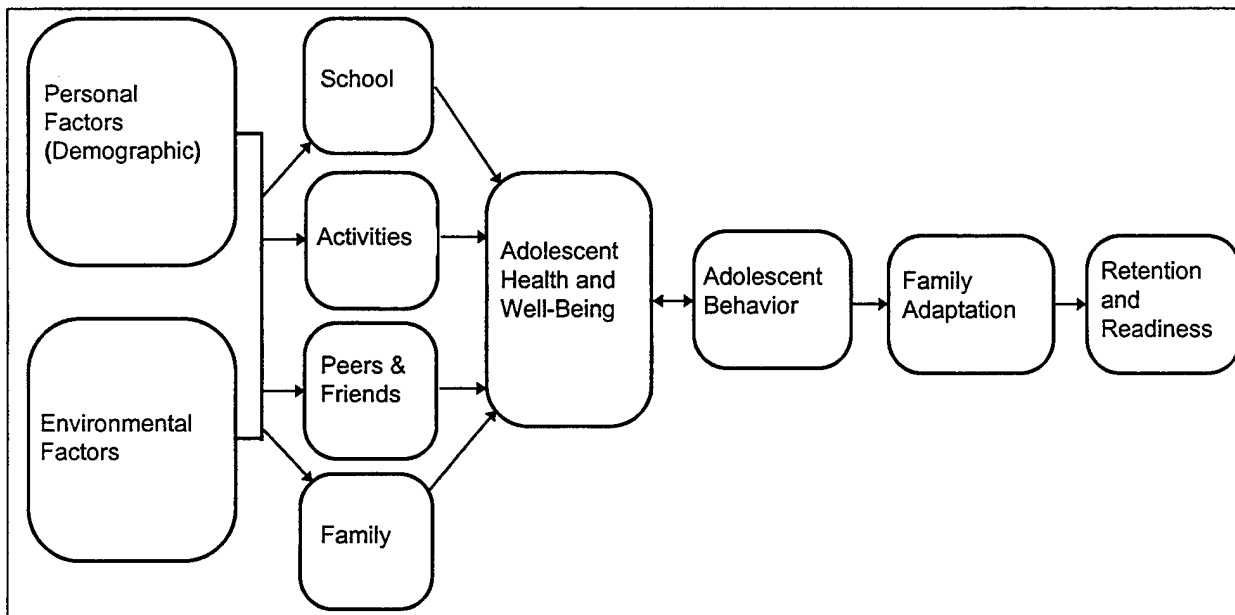 Personal
Factors
(Demographic)
Environmental
Factors
School
Activities
Peers &
Friends
Family
Adolescent
Health and
Well-Being
Adolescent
Behavior
Family
Adaptation
Retention
and
Readiness